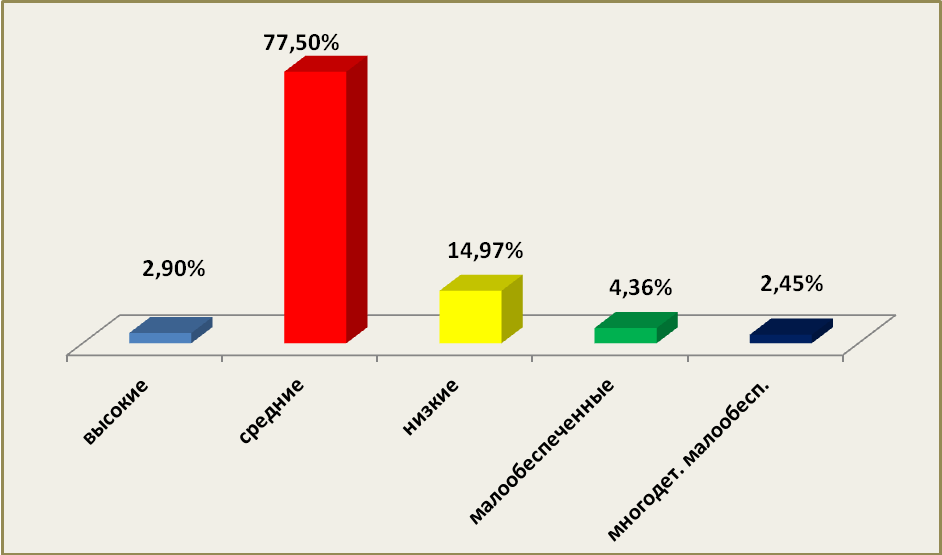 77,50%
2,90%
14,97%
4,36%
2,45%
высокие
средние
низкие
малообеспеченные
многодет. малообесп.